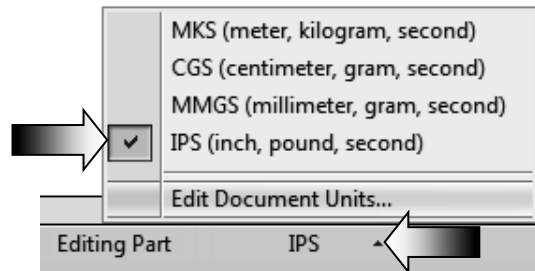 MKS (meter, kilogram, second)
CGS (centimeter, gram, second)
MMGS (millimeter, gram, second)
IPS (inch, pound, second)
Edit Document Units...
Editing Part IPS